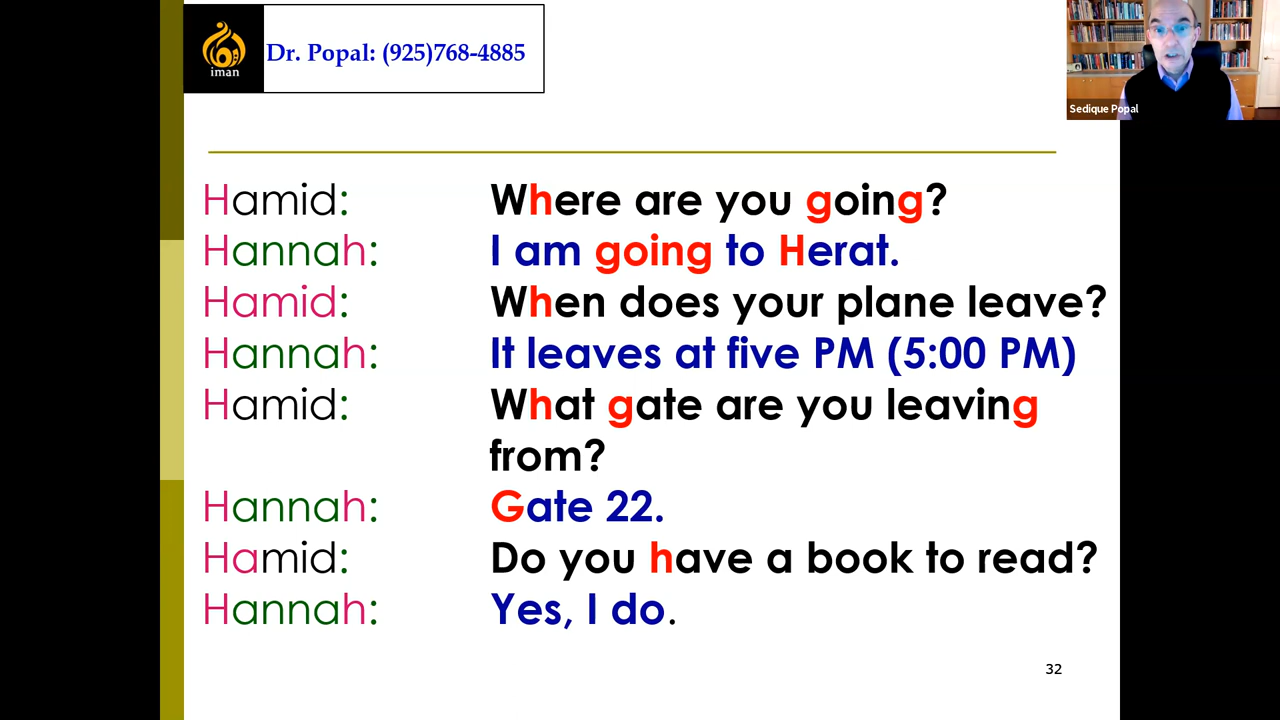 iman
Dr. Popal: (925)768-4885
Sedique Popal
Hamid: Where are you going?
Hannah: I am going to Herat.
Hamid: When does your plane leave?
Hannah: It leaves at five PM (5:00 PM)
Hamid: What gate are you leaving
from?
Hannah: Gate 22.
Hamid: Do you have a book to read?
Hannah: Yes, I do.
32